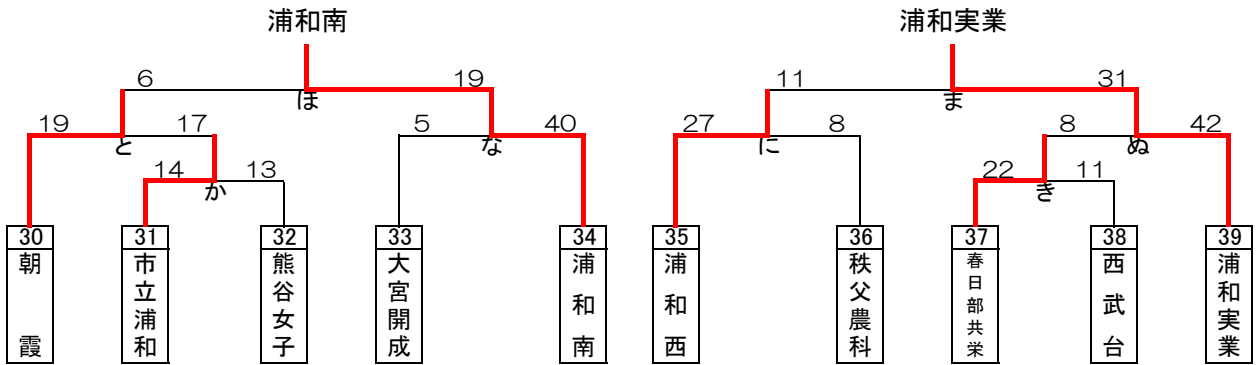 浦和南 浦和実業
6 19 11 31
ほ ま
19 17 5 40 27 8 8 42
と な に ぬ
14 13 22 11
か き
30 31 32 33 34 35 36 37 38 39
朝霞
市立浦和
熊谷女子
大宮開成
浦和南
浦和西
秩父農科
春日部共栄
西武台
浦和実業